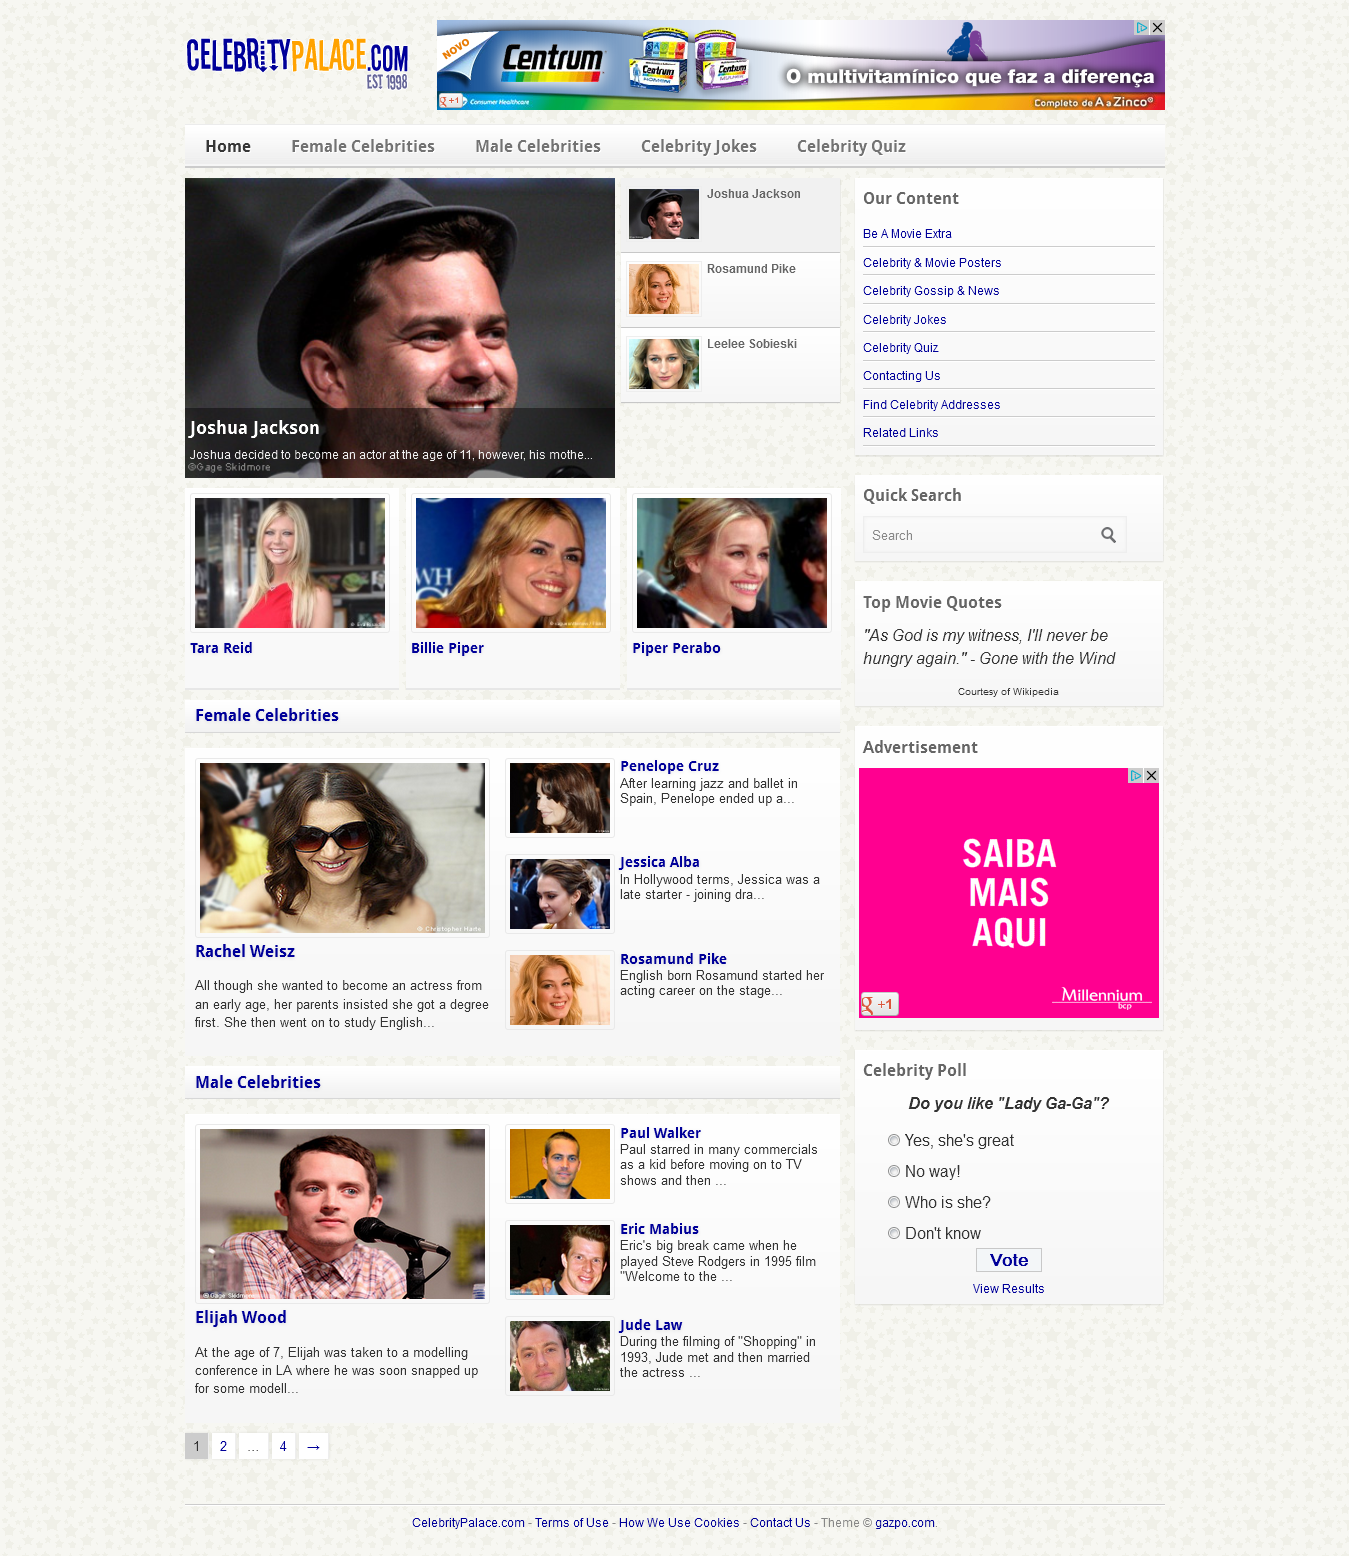 CELEBRITYPALACE.COM
EST 1998
NOVO
Centrum
O multivitamínico que faz a diferença
g +1
Consumer Healthcare
Completo de A a Zinco®
Home
Female Celebrities
Male Celebrities
Celebrity Jokes
Celebrity Quiz
Joshua Jackson
Joshua decided to become an actor at the age of 11, however, his mothe...
©Gage Skidmore
Joshua Jackson
Rosamund Pike
Leelee Sobieski
Tara Reid
Billie Piper
Piper Perabo
Female Celebrities
© Christopher Harte
Rachel Weisz
All though she wanted to become an actress from
an early age, her parents insisted she got a degree
first. She then went on to study English...
Penelope Cruz
After learning jazz and ballet in
Spain, Penelope ended up a...
Jessica Alba
In Hollywood terms, Jessica was a
late starter - joining dra...
Rosamund Pike
English born Rosamund started her
acting career on the stage...
Male Celebrities
©Gage Skidmore
Elijah Wood
At the age of 7, Elijah was taken to a modelling
conference in LA where he was soon snapped up
for some modell...
Paul Walker
Paul starred in many commercials
as a kid before moving on to TV
shows and then ...
Eric Mabius
Eric's big break came when he
played Steve Rodgers in 1995 film
"Welcome to the ...
Jude Law
During the filming of "Shopping" in
1993, Jude met and then married
the actress ...
1 2 ... 4 →
Our Content
Be A Movie Extra
Celebrity & Movie Posters
Celebrity Gossip & News
Celebrity Jokes
Celebrity Quiz
Contacting Us
Find Celebrity Addresses
Related Links
Quick Search
Search
Top Movie Quotes
"As God is my witness, I'll never be
hungry again." - Gone with the Wind
Courtesy of Wikipedia
Advertisement
SAIBA
MAIS
AQUI
g +1
Millennium
bcp
Celebrity Poll
Do you like "Lady Ga-Ga"?
Yes, she's great
No way!
Who is she?
Don't know
Vote
View Results
CelebrityPalace.com - Terms of Use - How We Use Cookies - Contact Us - Theme © gazpo.com.